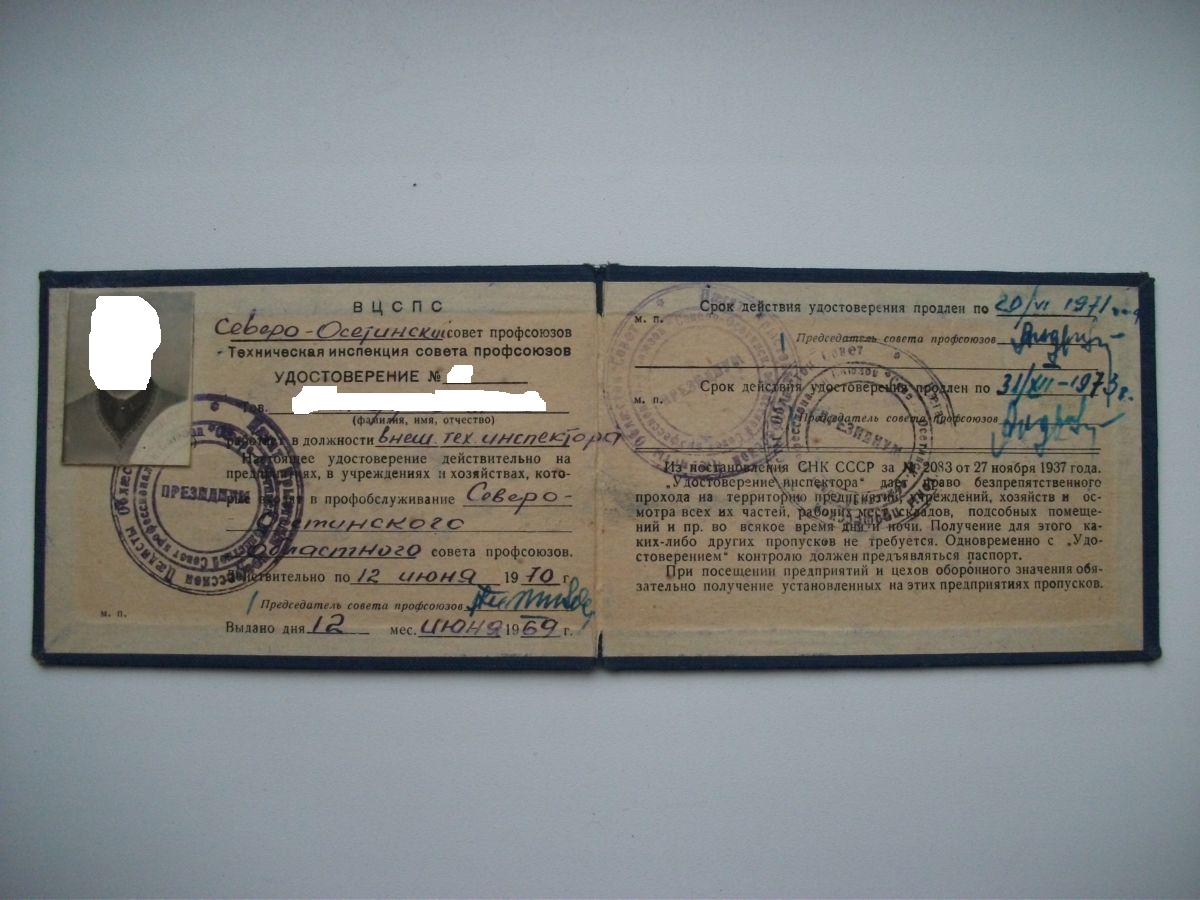 ВЦСПС
Северо-Осетинский совет профсоюзов
Техническая инспекция совета профсоюзов
УДОСТОВЕРЕНИЕ №
Тов.
(фамилия, имя, отчество)
работает в должности внеш. тех. инспектора
Настоящее удостоверение действительно на
предприятиях, в учреждениях и хозяйствах, кото-
рые входят в профобслуживание Северо-
Осетинского
областного совета профсоюзов.
Действительно по 12 июня 1970 г.
Председатель совета профсоюзов
м. п.
Выдано дня 12 мес. июня 1969 г.
ПРЕЗИДИУМ
Срок действия удостоверения продлен по 20/VI 1971
м. п.
Председатель совета профсоюзов
Срок действия удостоверения продлен по 31/XII-1973 г.
м. п.
Председатель совета профсоюзов
ПРЕЗИДИУМ
ПРЕЗИДИУМ
Из постановления СНК СССР за № 2083 от 27 ноября 1937 года.
„Удостоверение инспектора“ дает право безпрепятственного
прохода на территорию предприятий, учреждений, хозяйств и ос-
мотра всех их частей, рабочих мест, складов, подсобных помеще-
ний и пр. во всякое время дня и ночи. Получение для этого ка-
ких-либо других пропусков не требуется. Одновременно с „Удо-
стоверением“ контролю должен предъявляться паспорт.
При посещении предприятий и цехов оборонного значения обя-
зательно получение установленных на этих предприятиях пропусков.